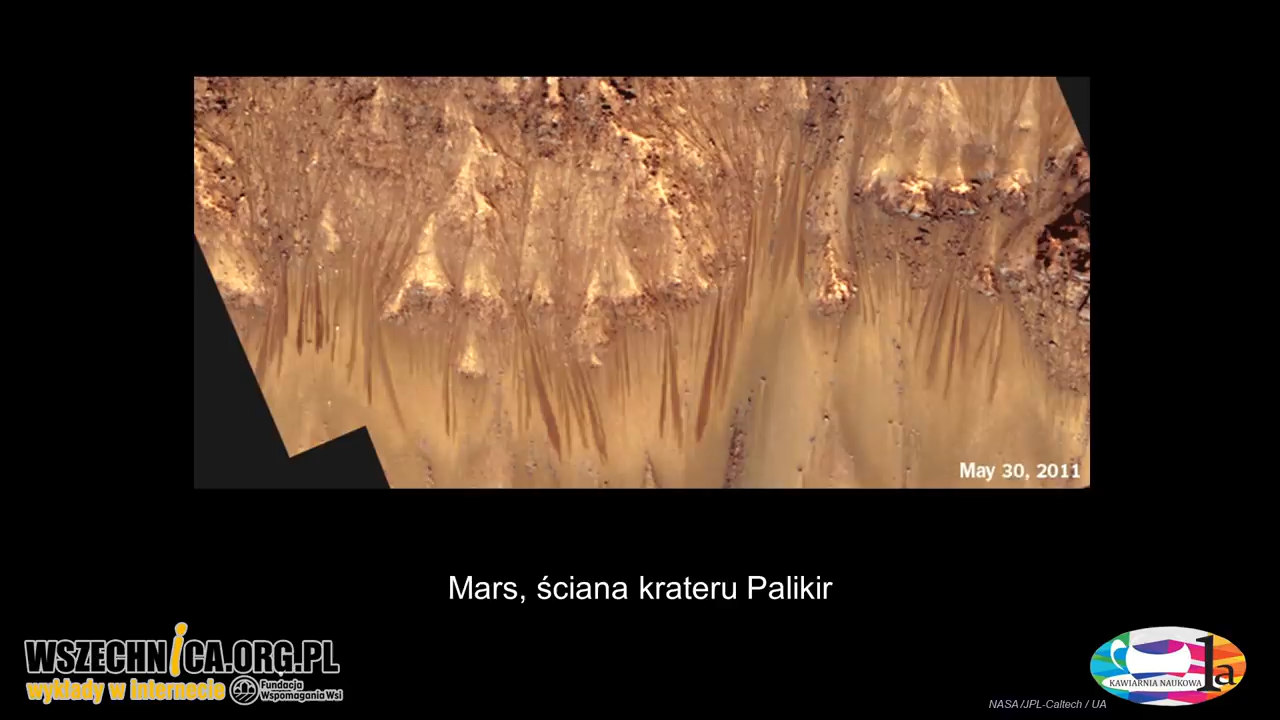 May 30, 2011
Mars, ściana krateru Palikir
WSZECHNiCA.ORG.PL
wykłady w internecie
Fundacja
Wspomagania Wsi
1a
KAWIARNIA NAUKOWA
NASA /JPL-Caltech / UA